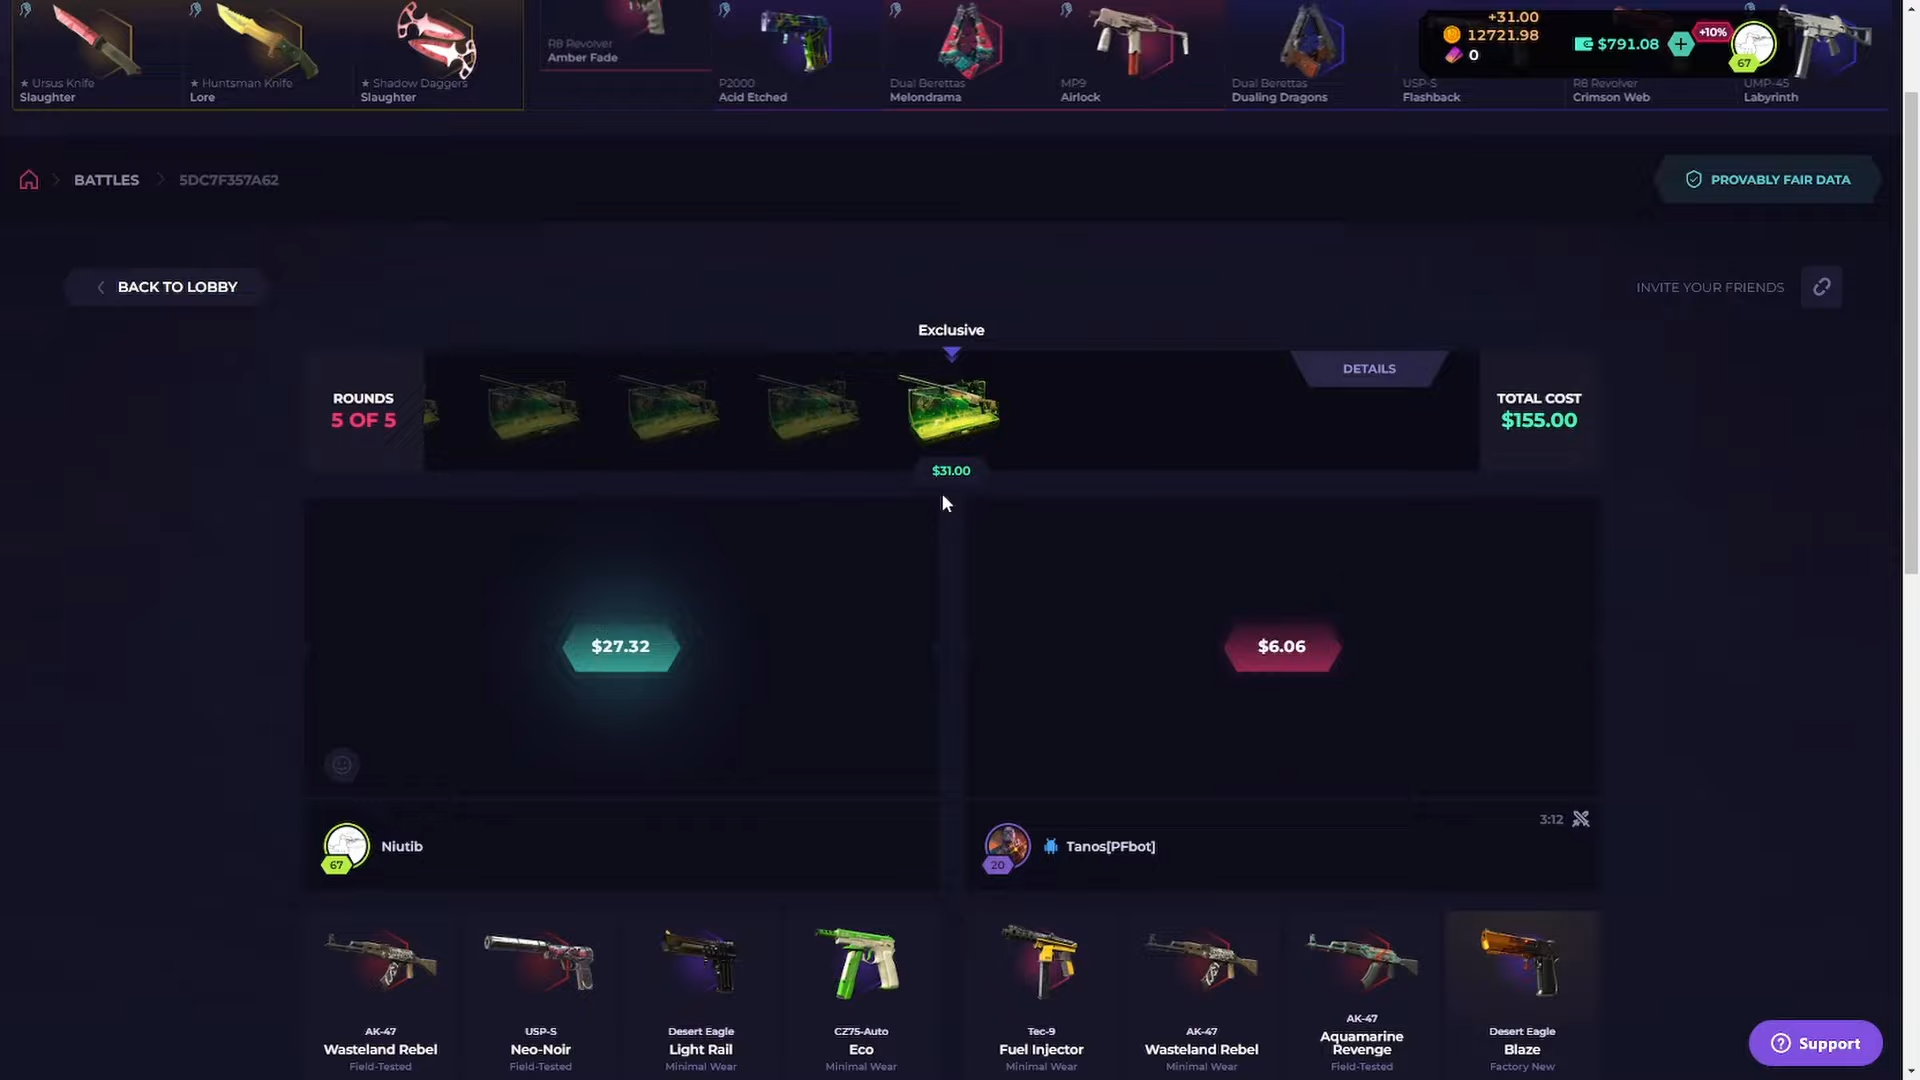 ★ Ursus Knife
Slaughter
★ Huntsman Knife
Lore
★ Shadow Daggers
Slaughter
R8 Revolver
Amber Fade
P2000
Acid Etched
Dual Berettas
Melondrama
MP9
Airlock
Dual Berettas
Dualing Dragons
USP-S
Flashback
R8 Revolver
Crimson Web
UMP-45
Labyrinth
+31.00
12721.98
0
$791.08
+10%
67
BATTLES
5DC7F357A62
PROVABLY FAIR DATA
BACK TO LOBBY
INVITE YOUR FRIENDS
Exclusive
DETAILS
ROUNDS
5 OF 5
TOTAL COST
$155.00
$31.00
$27.32
$6.06
Niutib
67
3:12
Tanos[PFbot]
20
AK-47
Wasteland Rebel
Field-Tested
USP-S
Neo-Noir
Field-Tested
Desert Eagle
Light Rail
Minimal Wear
CZ75-Auto
Eco
Minimal Wear
Tec-9
Fuel Injector
Minimal Wear
AK-47
Wasteland Rebel
Minimal Wear
AK-47
Aquamarine
Revenge
Field-Tested
Desert Eagle
Blaze
Factory New
Support